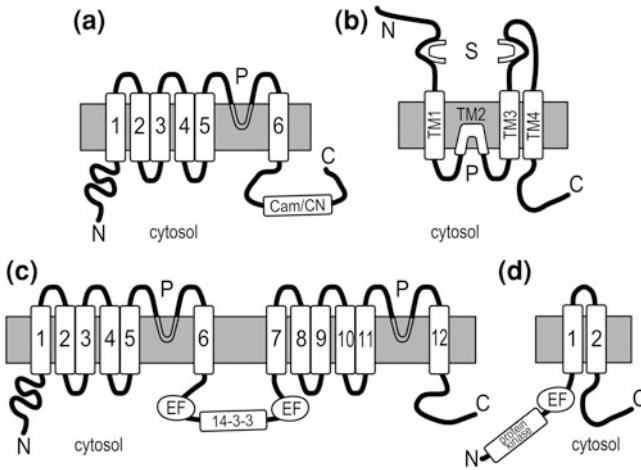 (a)
P
1 2 3 4 5 6
C
N
Cam/CN
cytosol
(b)
N
S
TM1 TM2 TM3 TM4
P
C
cytosol
(c)
P P
1 2 3 4 5 6 7 8 9 10 11 12
EF 14-3-3 EF
C
N
cytosol
(d)
1 2
EF
protein
kinase
N
C
cytosol